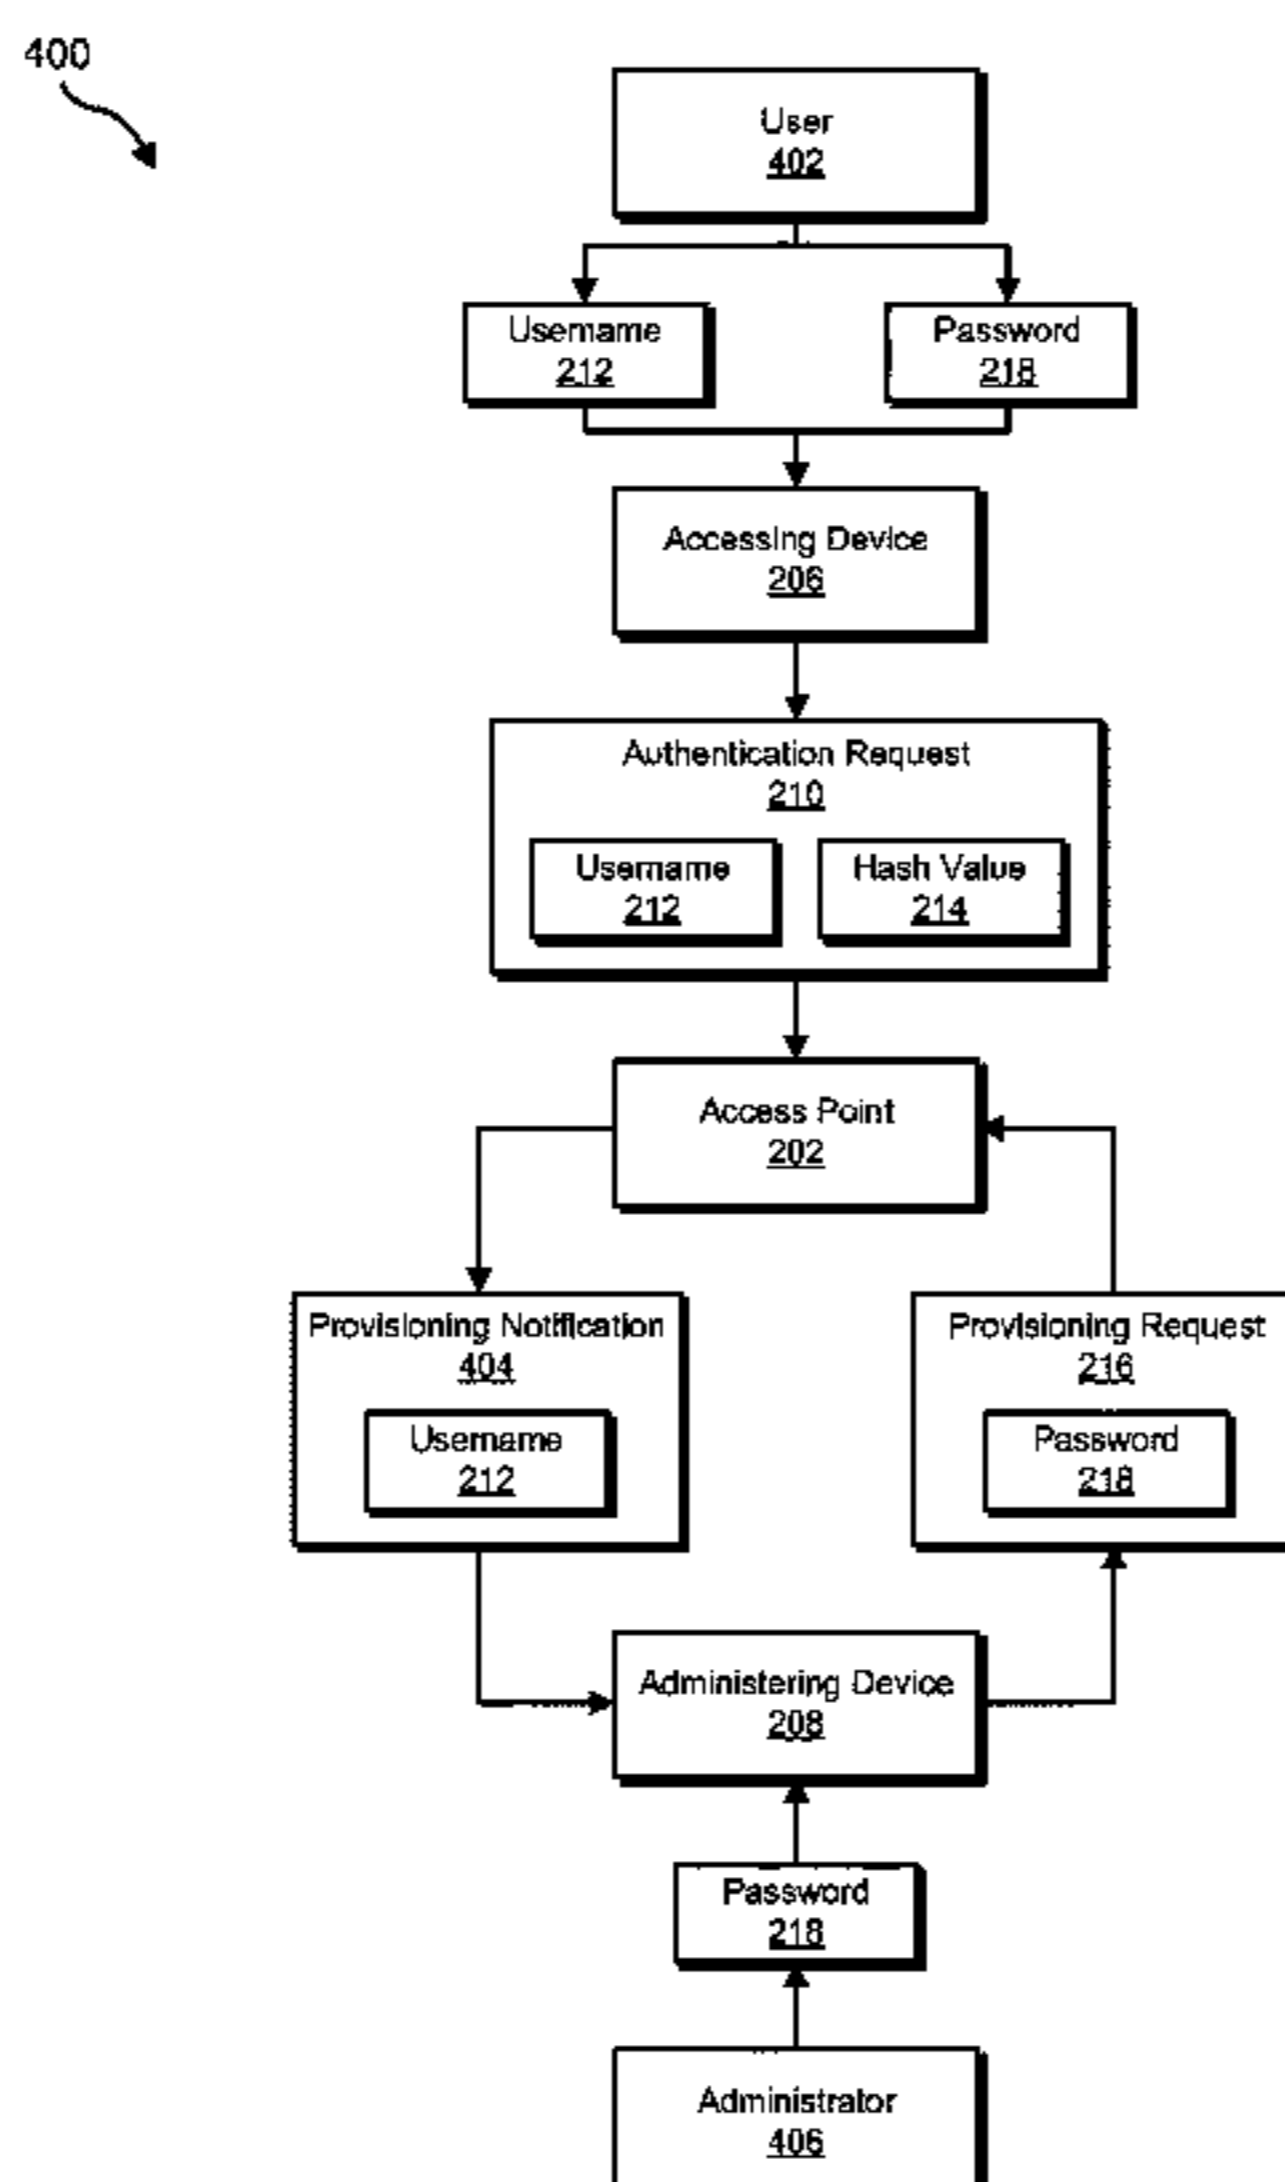 400
User
402
Username
212
Password
218
Accessing Device
206
Authentication Request
210
Username
212
Hash Value
214
Access Point
202
Provisioning Notification
404
Username
212
Provisioning Request
216
Password
218
Administering Device
208
Password
218
Administrator
406